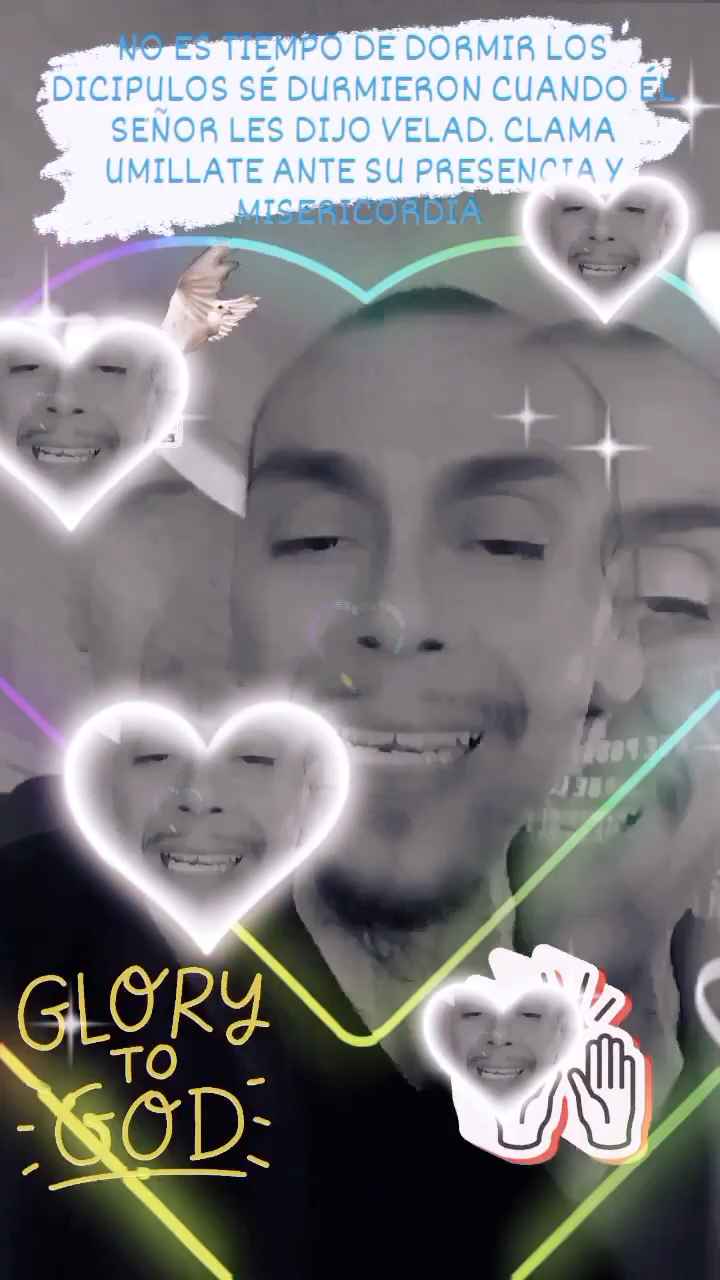 NO ES TIEMPO DE DORMIR LOS
DICIPULOS SÉ DURMIERON CUANDO ÉL
SEÑOR LES DIJO VELAD. CLAMA
UMILLATE ANTE SU PRESENCIA Y
MISERICORDIA
GLORY
TO
GOD